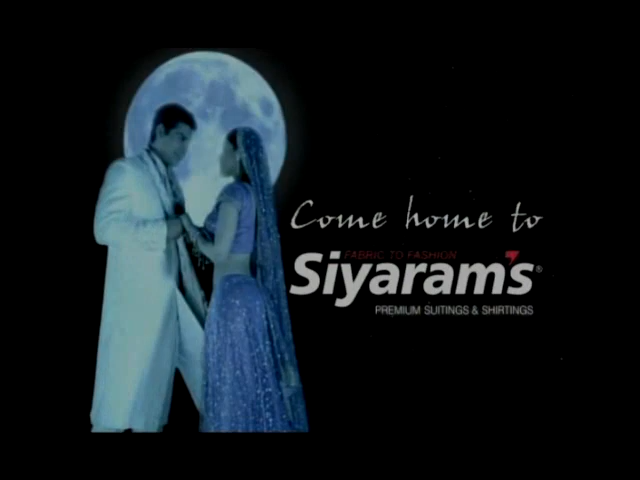 Come home to
FABRIC TO FASHION
Siyaram's®
PREMIUM SUITINGS & SHIRTINGS